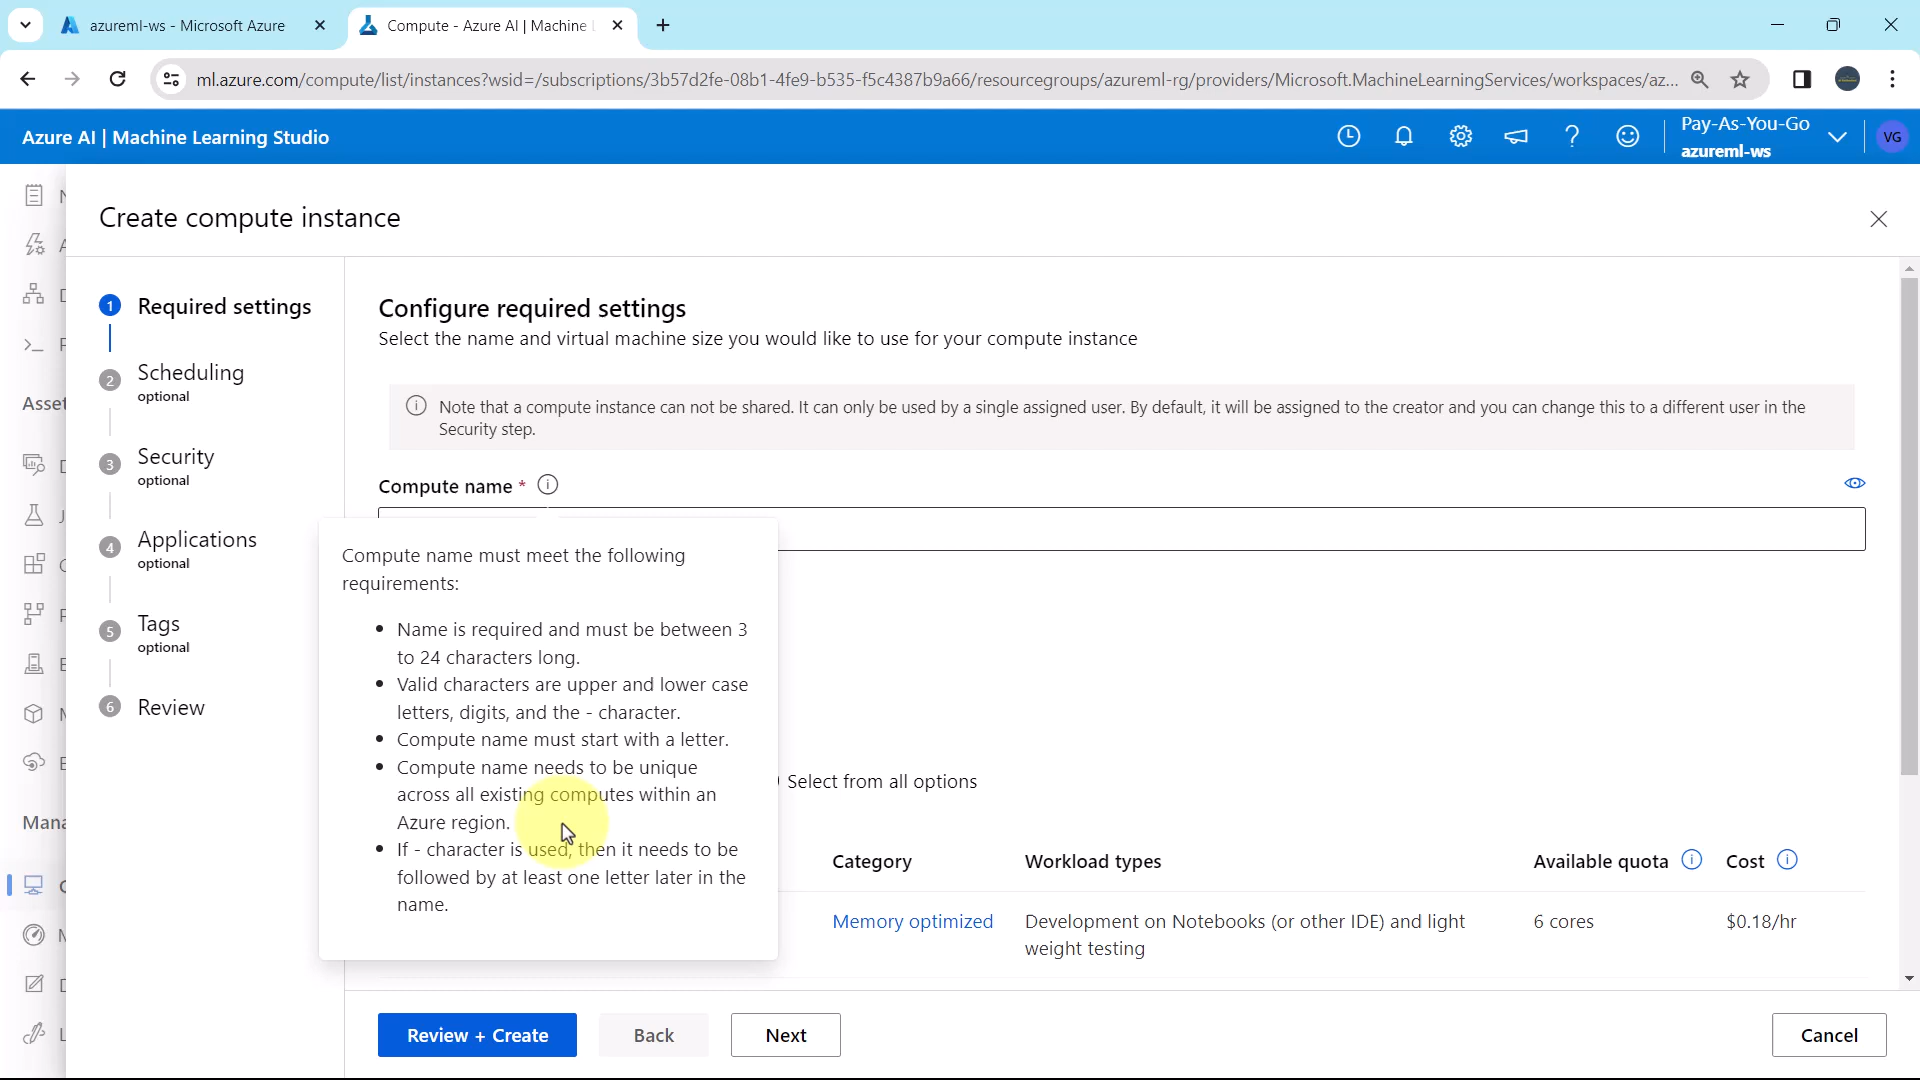 azureml-ws - Microsoft Azure
Compute - Azure AI | Machine
ml.azure.com/compute/list/instances?wsid=/subscriptions/3b57d2fe-08b1-4fe9-b535-f5c4387b9a66/resourcegroups/azureml-rg/providers/Microsoft.MachineLearningServices/workspaces/az...
Azure AI | Machine Learning Studio
Pay-As-You-Go
azureml-ws
VG
Create compute instance
1 Required settings
2 Scheduling
optional
3 Security
optional
4 Applications
optional
5 Tags
optional
6 Review
Configure required settings
Select the name and virtual machine size you would like to use for your compute instance
Note that a compute instance can not be shared. It can only be used by a single assigned user. By default, it will be assigned to the creator and you can change this to a different user in the
Security step.
Compute name *
Compute name must meet the following
requirements:
• Name is required and must be between 3
to 24 characters long.
• Valid characters are upper and lower case
letters, digits, and the - character.
• Compute name must start with a letter.
• Compute name needs to be unique
across all existing computes within an
Azure region.
• If - character is used, then it needs to be
followed by at least one letter later in the
name.
Select from all options
Category Workload types Available quota Cost
Memory optimized Development on Notebooks (or other IDE) and light 6 cores $0.18/hr
weight testing
Review + Create Back Next Cancel